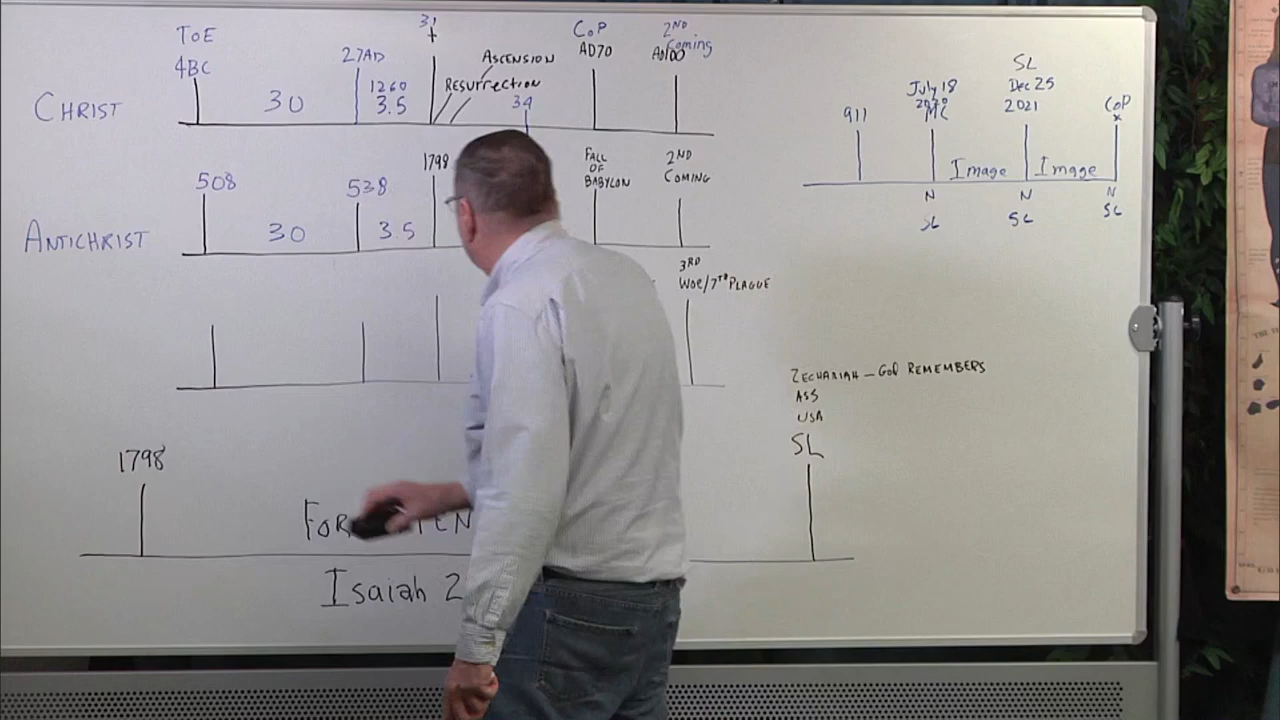 ToE
4BC
CHRIST
30
27AD
1260
3.5
31
ASCENSION
RESURRECTION
34
CoP
AD70
2ND
Coming
AD100
508
ANTICHRIST
30
538
3.5
1798
FALL
OF
BABYLON
2ND
COMING
3RD
WOE/7TH PLAGUE
911
July 18
2020
MC
N
SL
Image
SL
Dec 25
2021
N
SL
Image
CoP
x
N
SL
1798
Isaiah 2
ZECHARIAH – GOD REMEMBERS
ASS
USA
SL